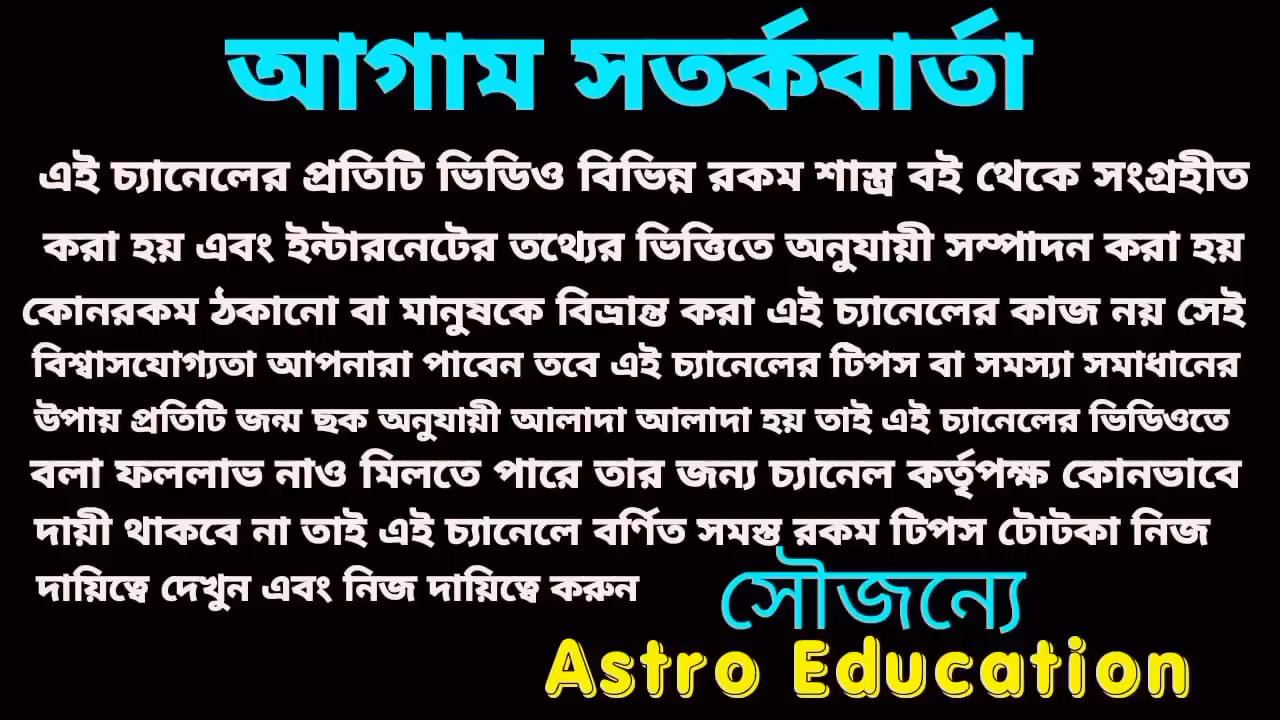 আগাম সতর্কবার্তা
এই চ্যানেলের প্রতিটি ভিডিও বিভিন্ন রকম শাস্ত্র বই থেকে সংগ্রহীত
করা হয় এবং ইন্টারনেটের তথ্যের ভিত্তিতে অনুযায়ী সম্পাদন করা হয়
কোনরকম ঠকানো বা মানুষকে বিভ্রান্ত করা এই চ্যানেলের কাজ নয় সেই
বিশ্বাসযোগ্যতা আপনারা পাবেন তবে এই চ্যানেলের টিপস বা সমস্যা সমাধানের
উপায় প্রতিটি জন্ম ছক অনুযায়ী আলাদা আলাদা হয় তাই এই চ্যানেলের ভিডিওতে
বলা ফললাভ নাও মিলতে পারে তার জন্য চ্যানেল কর্তৃপক্ষ কোনভাবে
দায়ী থাকবে না তাই এই চ্যানেলে বর্ণিত সমস্ত রকম টিপস টোটকা নিজ
দায়িত্বে দেখুন এবং নিজ দায়িত্বে করুন
সৌজন্যে
Astro Education